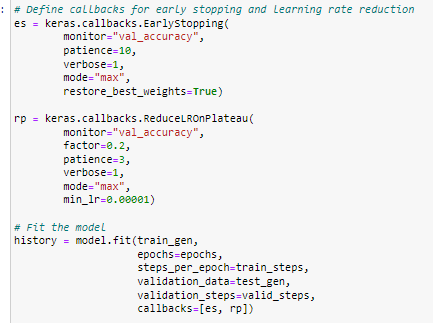 : # Define callbacks for early stopping and learning rate reduction
es = keras.callbacks.EarlyStopping(
        monitor="val_accuracy",
        patience=10,
        verbose=1,
        mode="max",
        restore_best_weights=True)

rp = keras.callbacks.ReduceLROnPlateau(
        monitor="val_accuracy",
        factor=0.2,
        patience=3,
        verbose=1,
        mode="max",
        min_lr=0.00001)

# Fit the model
history = model.fit(train_gen,
                    epochs=epochs,
                    steps_per_epoch=train_steps,
                    validation_data=test_gen,
                    validation_steps=valid_steps,
                    callbacks=[es, rp])